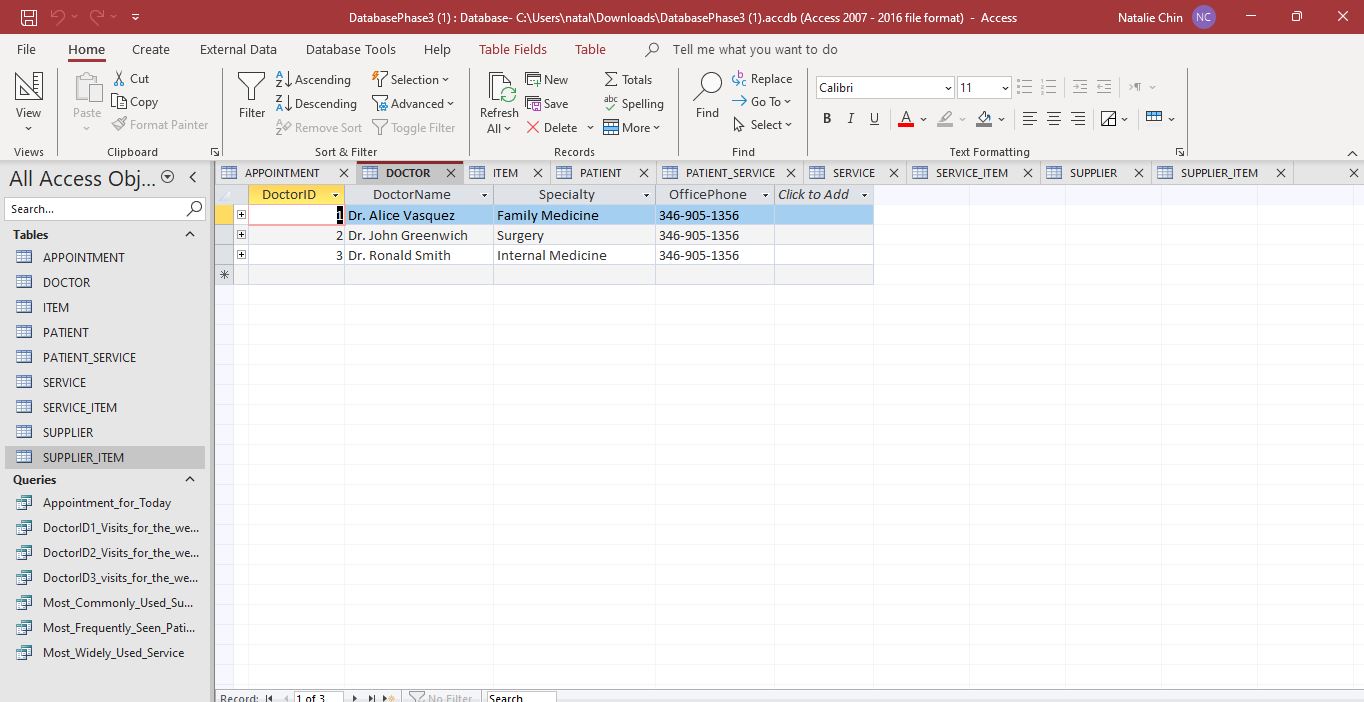 DatabasePhase3 (1) : Database- C:\Users\natal\Downloads\DatabasePhase3 (1).accdb (Access 2007 - 2016 file format) - Access Natalie Chin NC
File Home Create External Data Database Tools Help Table Fields Table Tell me what you want to do
View
Views
Paste
Cut
Copy
Format Painter
Clipboard
Filter
Ascending
Descending
Remove Sort
Selection
Advanced
Toggle Filter
Sort & Filter
Refresh
All
New
Save
Delete
Totals
Spelling
More
Records
Find
Replace
Go To
Select
Find
Calibri 11
B I U A
Text Formatting
All Access Obj...
Search...
Tables
APPOINTMENT
DOCTOR
ITEM
PATIENT
PATIENT_SERVICE
SERVICE
SERVICE_ITEM
SUPPLIER
SUPPLIER_ITEM
Queries
Appointment_for_Today
DoctorID1_Visits_for_the_we...
DoctorID2_Visits_for_the_we...
DoctorID3_visits_for_the_we...
Most_Commonly_Used_Su...
Most_Frequently_Seen_Pati...
Most_Widely_Used_Service
APPOINTMENT DOCTOR ITEM PATIENT PATIENT_SERVICE SERVICE SERVICE_ITEM SUPPLIER SUPPLIER_ITEM
DoctorID DoctorName Specialty OfficePhone Click to Add
1 Dr. Alice Vasquez Family Medicine 346-905-1356
2 Dr. John Greenwich Surgery 346-905-1356
3 Dr. Ronald Smith Internal Medicine 346-905-1356
Record: 1 of 3 No Filter Search